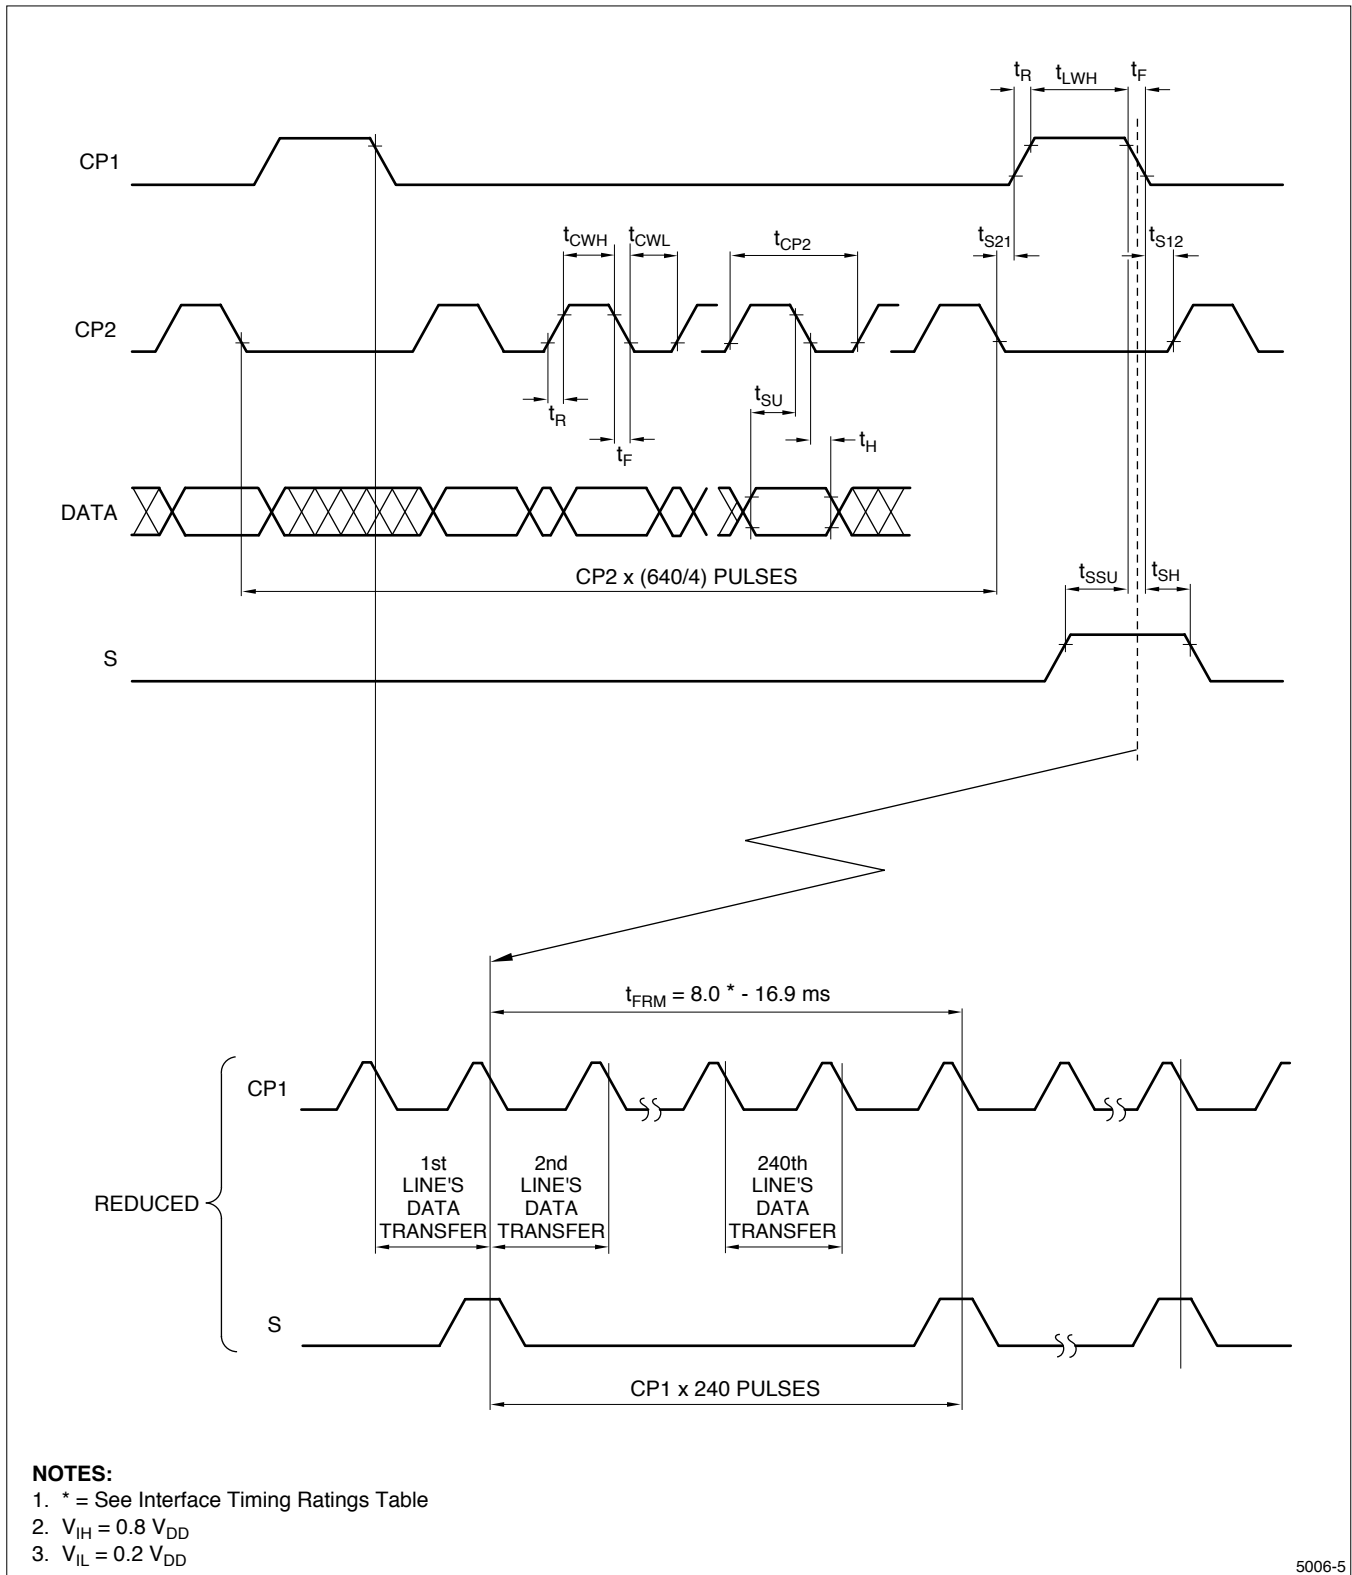 tR tLWH tF
CP1
tCWH tCWL tCP2 tS21 tS12
CP2
tSU
tR
tH
tF
DATA
CP2 x (640/4) PULSES
tSSU tSH
S
tFRM = 8.0 * - 16.9 ms
CP1
1st
LINE'S
DATA
TRANSFER
2nd
LINE'S
DATA
TRANSFER
240th
LINE'S
DATA
TRANSFER
REDUCED
S
CP1 x 240 PULSES
NOTES:
1. * = See Interface Timing Ratings Table
2. VIH = 0.8 VDD
3. VIL = 0.2 VDD
5006-5